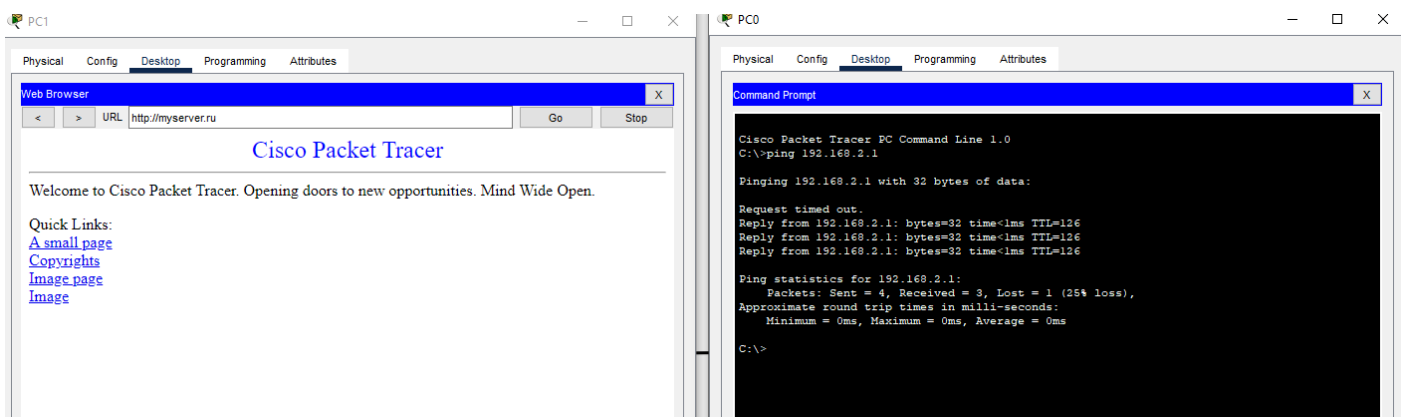 PC1
Physical Config Desktop Programming Attributes
Web Browser X
< > URL http://myserver.ru Go Stop
Cisco Packet Tracer
Welcome to Cisco Packet Tracer. Opening doors to new opportunities. Mind Wide Open.
Quick Links:
A small page
Copyrights
Image page
Image
PC0
Physical Config Desktop Programming Attributes
Command Prompt X
Cisco Packet Tracer PC Command Line 1.0
C:\>ping 192.168.2.1
Pinging 192.168.2.1 with 32 bytes of data:
Request timed out.
Reply from 192.168.2.1: bytes=32 time<1ms TTL=126
Reply from 192.168.2.1: bytes=32 time<1ms TTL=126
Reply from 192.168.2.1: bytes=32 time<1ms TTL=126
Ping statistics for 192.168.2.1:
Packets: Sent = 4, Received = 3, Lost = 1 (25% loss),
Approximate round trip times in milli-seconds:
Minimum = 0ms, Maximum = 0ms, Average = 0ms
C:\>